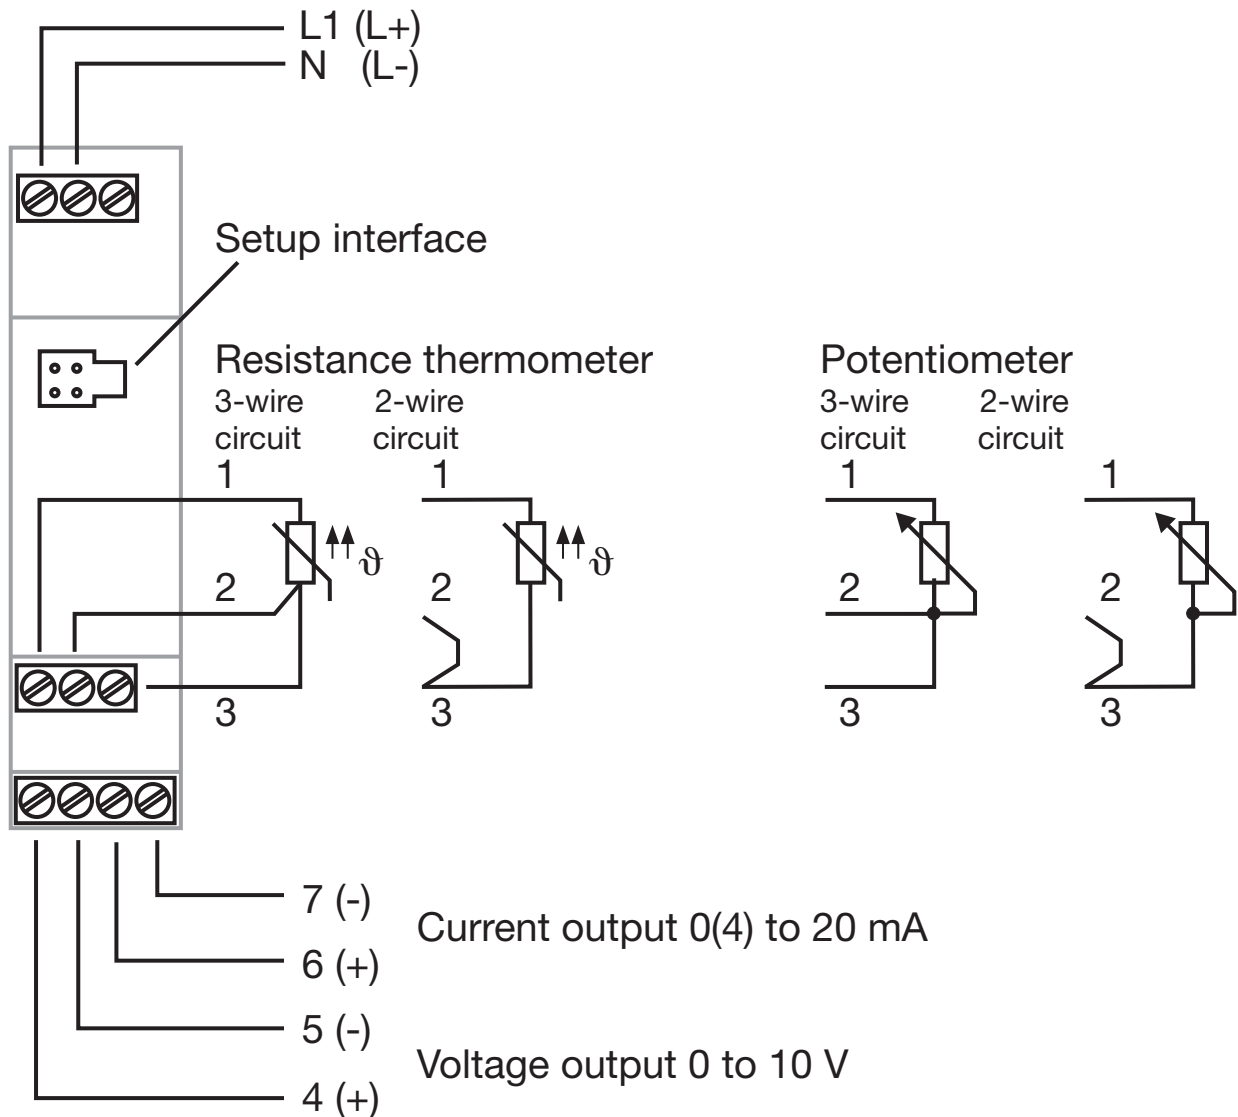 L1 (L+)
N (L-)
Setup interface
Resistance thermometer
3-wire circuit
2-wire circuit
1
2
3
ϑ
1
2
3
ϑ
Potentiometer
3-wire circuit
2-wire circuit
1
2
3
1
2
3
7 (-)
6 (+)
Current output 0(4) to 20 mA
5 (-)
4 (+)
Voltage output 0 to 10 V